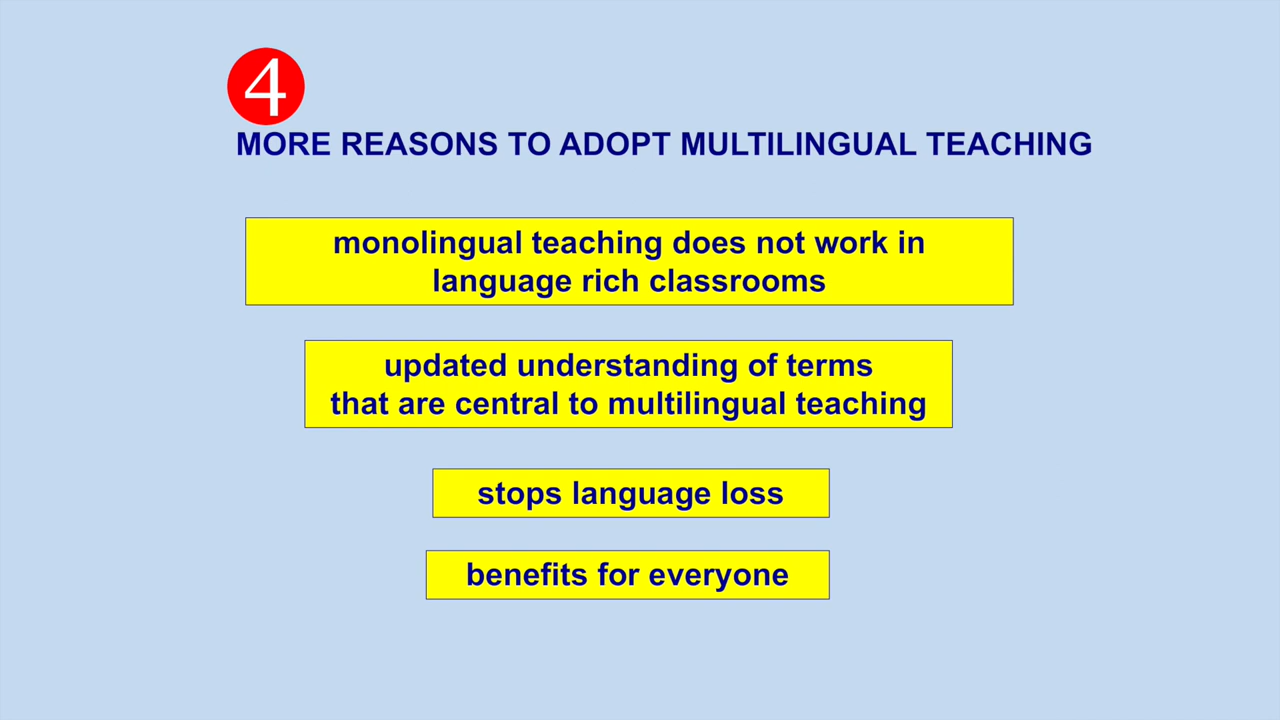 4
MORE REASONS TO ADOPT MULTILINGUAL TEACHING
monolingual teaching does not work in
language rich classrooms
updated understanding of terms
that are central to multilingual teaching
stops language loss
benefits for everyone